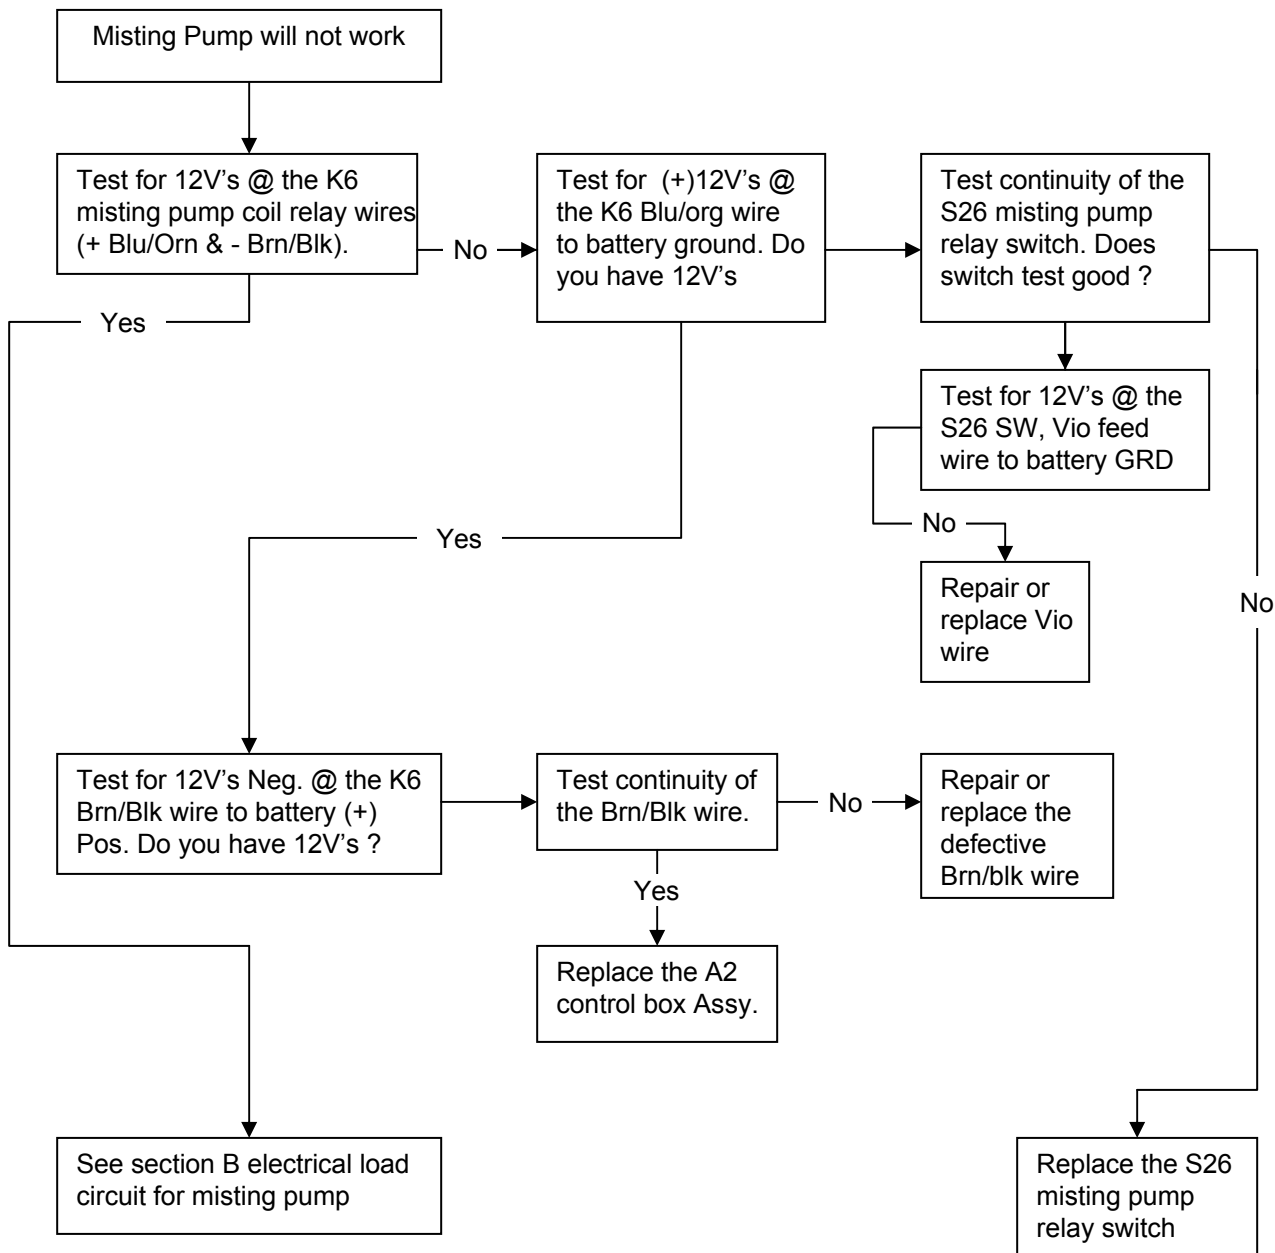 Misting Pump will not work
Test for 12V's @ the K6
misting pump coil relay wires
(+ Blu/Orn & - Brn/Blk).
No
Test for  (+)12V's @
the K6 Blu/org wire
to battery ground. Do
you have 12V's
Test continuity of the
S26 misting pump
relay switch. Does
switch test good ?
Yes
Test for 12V's @ the
S26 SW, Vio feed
wire to battery GRD
No
Yes
Repair or
replace Vio
wire
No
Test for 12V's Neg. @ the K6
Brn/Blk wire to battery (+)
Pos. Do you have 12V's ?
Test continuity of
the Brn/Blk wire.
No
Repair or
replace the
defective
Brn/blk wire
Yes
Replace the A2
control box Assy.
See section B electrical load
circuit for misting pump
Replace the S26
misting pump
relay switch